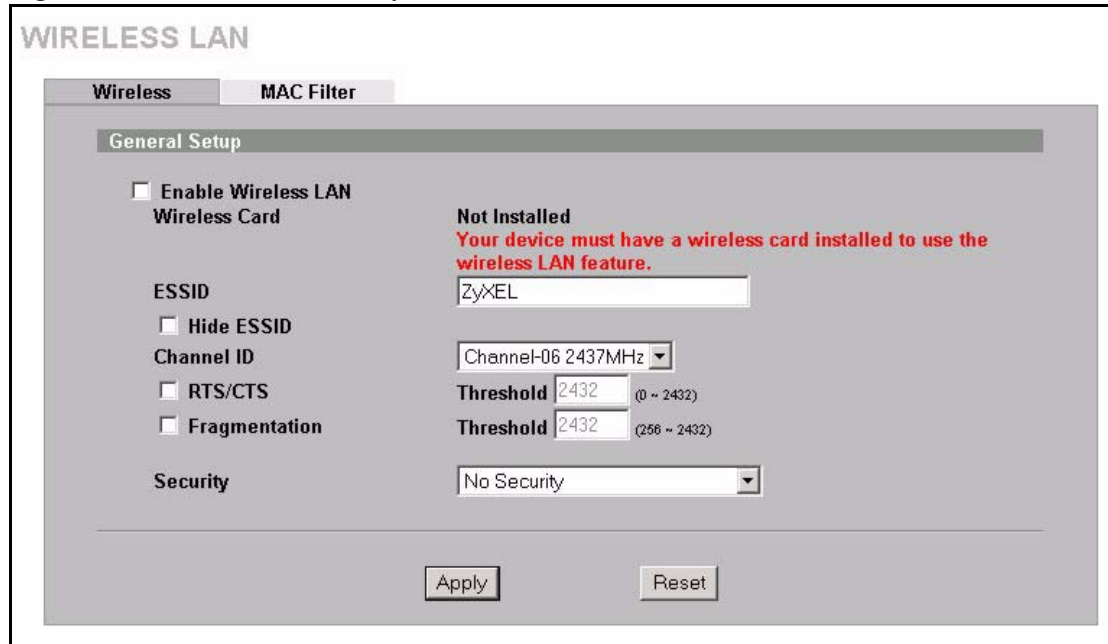 WIRELESS LAN
Wireless MAC Filter
General Setup
Enable Wireless LAN
Wireless Card Not Installed
Your device must have a wireless card installed to use the
wireless LAN feature.
ESSID ZyXEL
Hide ESSID
Channel ID Channel-06 2437MHz
RTS/CTS Threshold 2432 (0 ~ 2432)
Fragmentation Threshold 2432 (256 ~ 2432)
Security No Security
Apply Reset